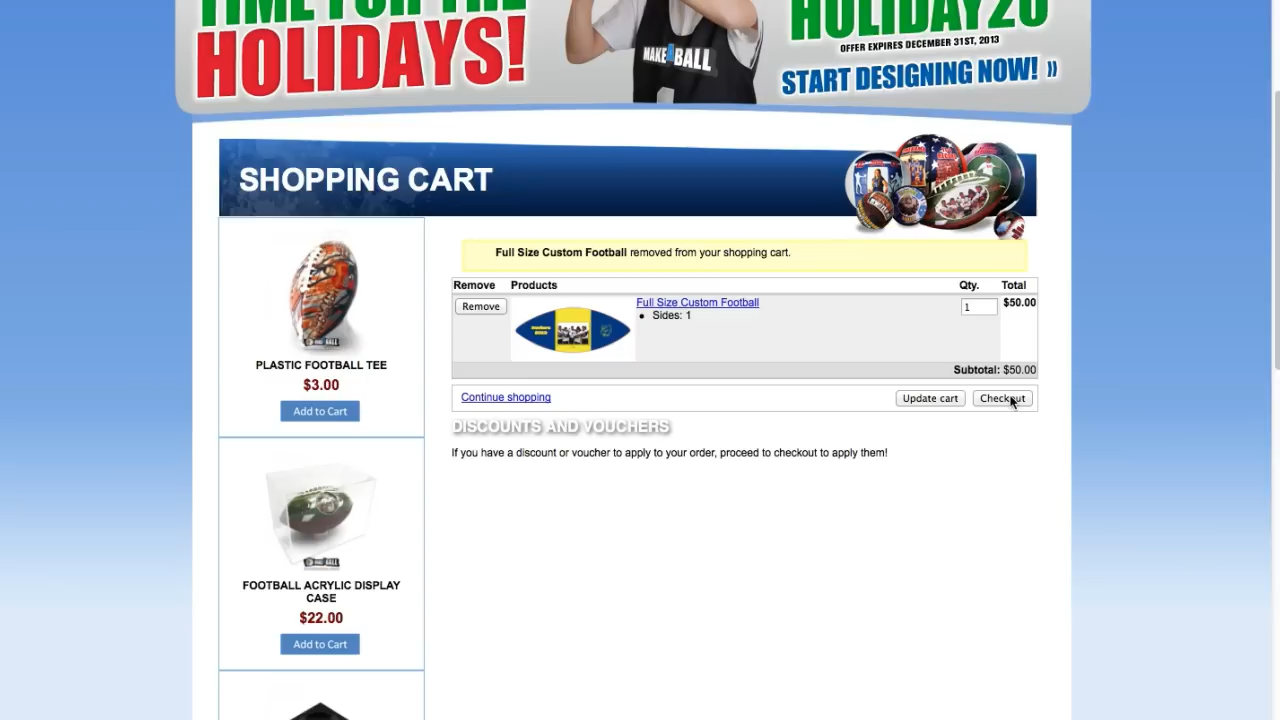 TIME FOR THE
HOLIDAYS!
MAKE A BALL
HOLIDAY20
OFFER EXPIRES DECEMBER 31ST, 2013
START DESIGNING NOW! »
SHOPPING CART
Full Size Custom Football removed from your shopping cart.
Remove Products Qty. Total
Remove Full Size Custom Football 1 $50.00
• Sides: 1
Subtotal: $50.00
Continue shopping Update cart Checkout
DISCOUNTS AND VOUCHERS
If you have a discount or voucher to apply to your order, proceed to checkout to apply them!
PLASTIC FOOTBALL TEE
$3.00
Add to Cart
FOOTBALL ACRYLIC DISPLAY
CASE
$22.00
Add to Cart